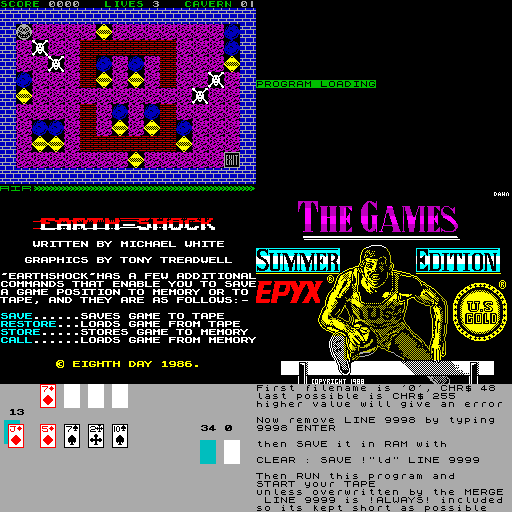 SCORE 0000 LIVES 3 CAVERN 01
EXIT
AIR
PROGRAM LOADING
DAWN
EARTH-SHOCK
WRITTEN BY MICHAEL WHITE
GRAPHICS BY TONY TREADWELL
"EARTHSHOCK"HAS A FEW ADDITIONAL
COMMANDS THAT ENABLE YOU TO SAVE
A GAME POSITION TO MEMORY OR TO
TAPE, AND THEY ARE AS FOLLOWS:-
SAVE......SAVES GAME TO TAPE
RESTORE...LOADS GAME FROM TAPE
STORE.....STORES GAME TO MEMORY
CALL......LOADS GAME FROM MEMORY
© EIGHTH DAY 1986.
THE GAMES
SUMMER EDITION
EPYX®
U.S.
U.S. GOLD
®
COPYRIGHT 1988
7
13
J 5 7 2 10
34 0
First filename is '0', CHR$ 48
last possible is CHR$ 255
higher value will give an error
Now remove LINE 9998 by typing
9998 ENTER
then SAVE it in RAM with
CLEAR : SAVE !"ld" LINE 9999
Then RUN this program and
START your TAPE
unless overwritten by the MERGE
LINE 9999 is !ALWAYS! included
so its kept short as possible